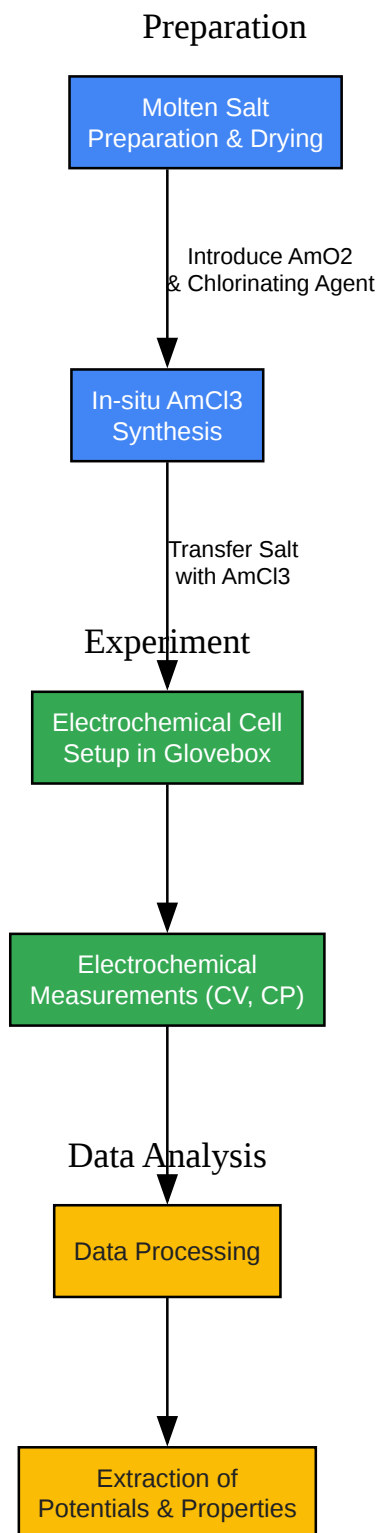 Preparation
Molten Salt
Preparation & Drying
Introduce AmO2
& Chlorinating Agent
In-situ AmCl3
Synthesis
Transfer Salt
with AmCl3
Experiment
Electrochemical Cell
Setup in Glovebox
Electrochemical
Measurements (CV, CP)
Data Analysis
Data Processing
Extraction of
Potentials & Properties